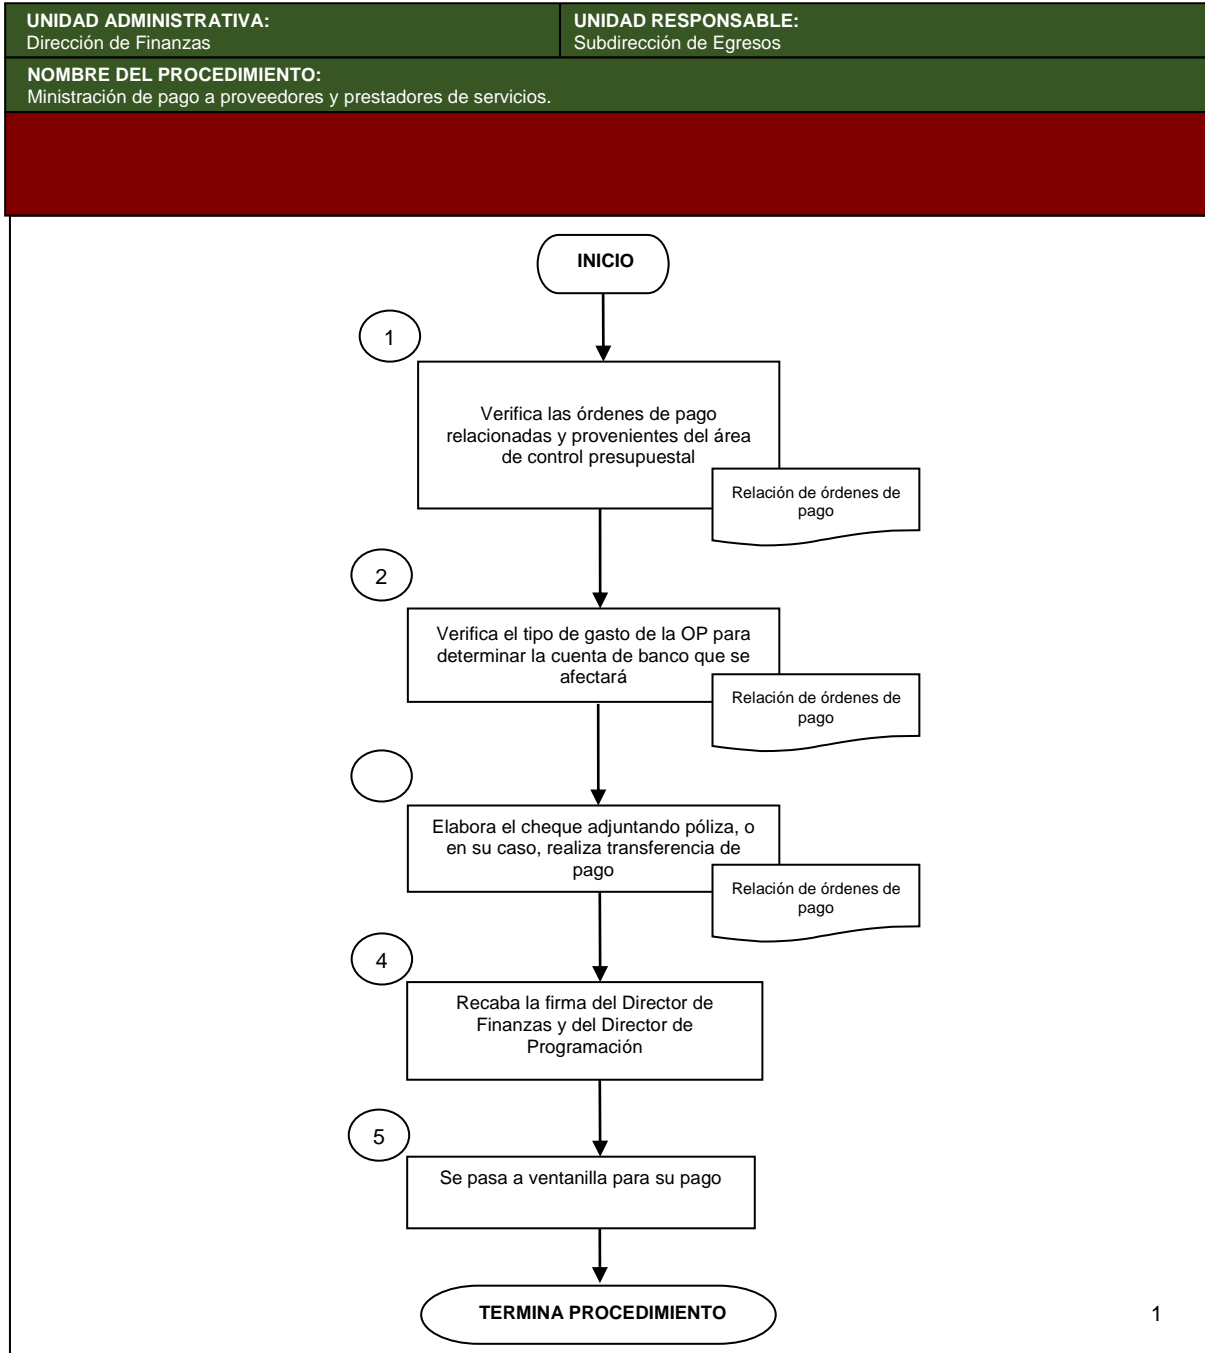 UNIDAD ADMINISTRATIVA:
Dirección de Finanzas
UNIDAD RESPONSABLE:
Subdirección de Egresos
NOMBRE DEL PROCEDIMIENTO:
Ministración de pago a proveedores y prestadores de servicios.
INICIO
1
Verifica las órdenes de pago
relacionadas y provenientes del área
de control presupuestal
Relación de órdenes de
pago
2
Verifica el tipo de gasto de la OP para
determinar la cuenta de banco que se
afectará
Relación de órdenes de
pago
Elabora el cheque adjuntando póliza, o
en su caso, realiza transferencia de
pago
Relación de órdenes de
pago
4
Recaba la firma del Director de
Finanzas y del Director de
Programación
5
Se pasa a ventanilla para su pago
TERMINA PROCEDIMIENTO
1